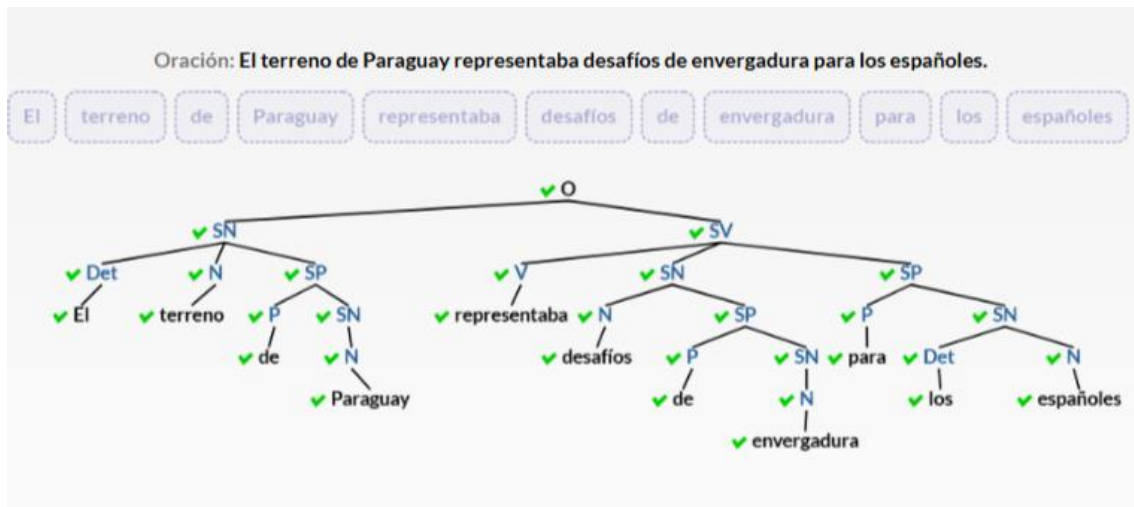 Oración: El terreno de Paraguay representaba desafíos de envergadura para los españoles.
El terreno de Paraguay representaba desafíos de envergadura para los españoles
O
SN SV
Det N SP V SN SP
El terreno P SN representaba N SP P SN
de N desafíos P SN para Det N
Paraguay de N los españoles
envergadura